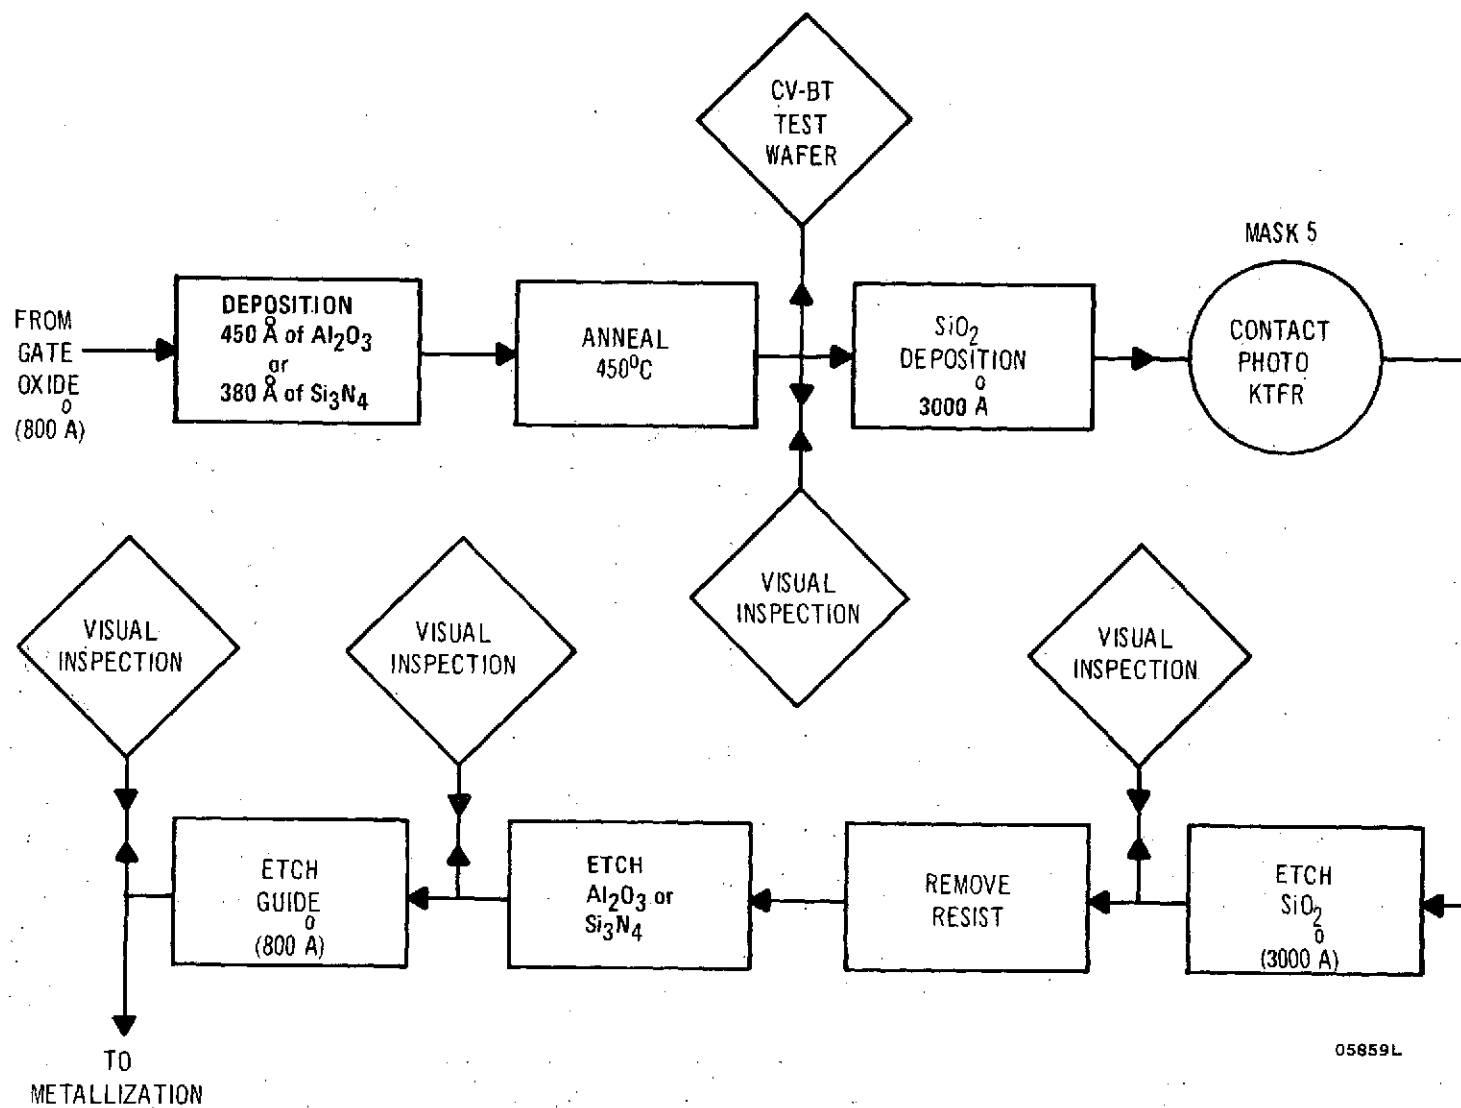 CV-BT
TEST
WAFER
MASK 5
FROM
GATE
OXIDE
(800 Å)
DEPOSITION
450 Å of Al₂O₃
or
380 Å of Si₃N₄
ANNEAL
450⁰C
SiO₂
DEPOSITION
3000 Å
CONTACT
PHOTO
KTFR
VISUAL
INSPECTION
VISUAL
INSPECTION
VISUAL
INSPECTION
VISUAL
INSPECTION
ETCH
GUIDE
(800 Å)
ETCH
Al₂O₃ or
Si₃N₄
REMOVE
RESIST
ETCH
SiO₂
(3000 Å)
TO
METALLIZATION
05859L